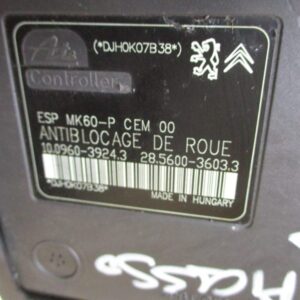 (*DJH0K07B38*)
Ate
Controller
ESP MK60-P CEM 00
ANTIBLOCAGE DE ROUE
10.0960-3924.3 28.5600-3603.3
*DJH0K07B38*
MADE IN HUNGARY